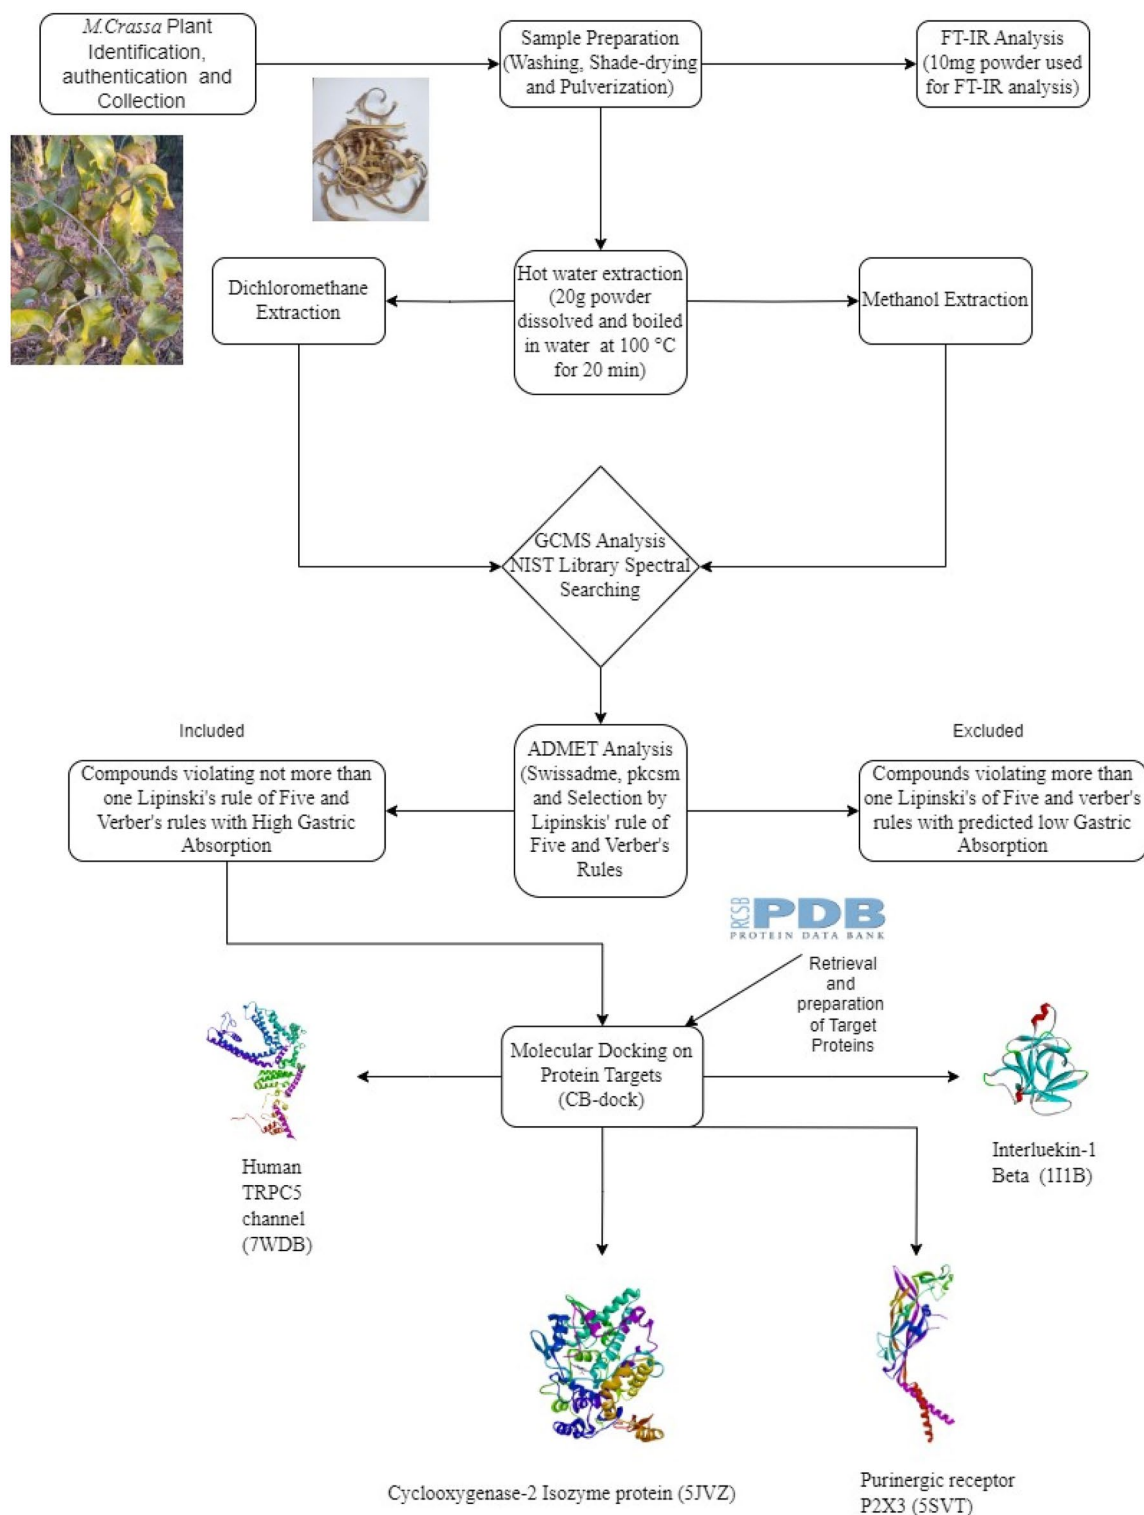 M.Crassa Plant
Identification,
authentication and
Collection
Sample Preparation
(Washing, Shade-drying
and Pulverization)
FT-IR Analysis
(10mg powder used
for FT-IR analysis)
Dichloromethane
Extraction
Hot water extraction
(20g powder
dissolved and boiled
in water at 100 °C
for 20 min)
Methanol Extraction
GCMS Analysis
NIST Library Spectral
Searching
Included
Excluded
Compounds violating not more than
one Lipinski's rule of Five and
Verber's rules with High Gastric
Absorption
ADMET Analysis
(Swissadme, pkcsm
and Selection by
Lipinskis' rule of
Five and Verber's
Rules
Compounds violating more than
one Lipinski's of Five and verber's
rules with predicted low Gastric
Absorption
RCSB
PDB
PROTEIN DATA BANK
Retrieval
and
preparation
of Target
Proteins
Molecular Docking on
Protein Targets
(CB-dock)
Human
TRPC5
channel
(7WDB)
Interluekin-1
Beta (1I1B)
Cyclooxygenase-2 Isozyme protein (5JVZ)
Purinergic receptor
P2X3 (5SVT)